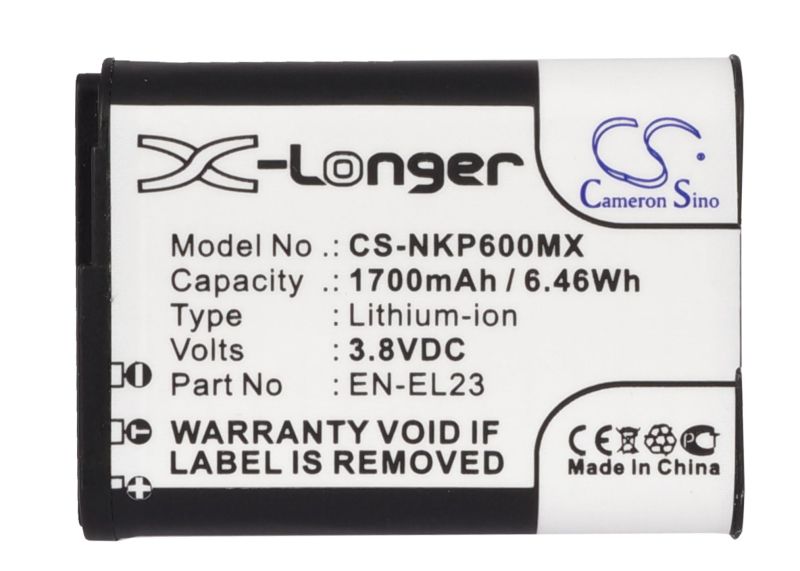 X-Longer
CS
Cameron Sino
Model No .: CS-NKP600MX
Capacity .: 1700mAh / 6.46Wh
Type : Lithium-ion
Volts : 3.8VDC
Part No : EN-EL23
WARRANTY VOID IF
LABEL IS REMOVED
CE
Made In China